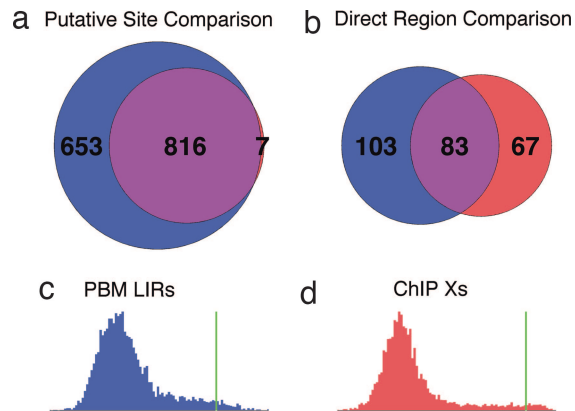 a Putative Site Comparison
653 816 7
b Direct Region Comparison
103 83 67
c PBM LIRs
d ChIP Xs